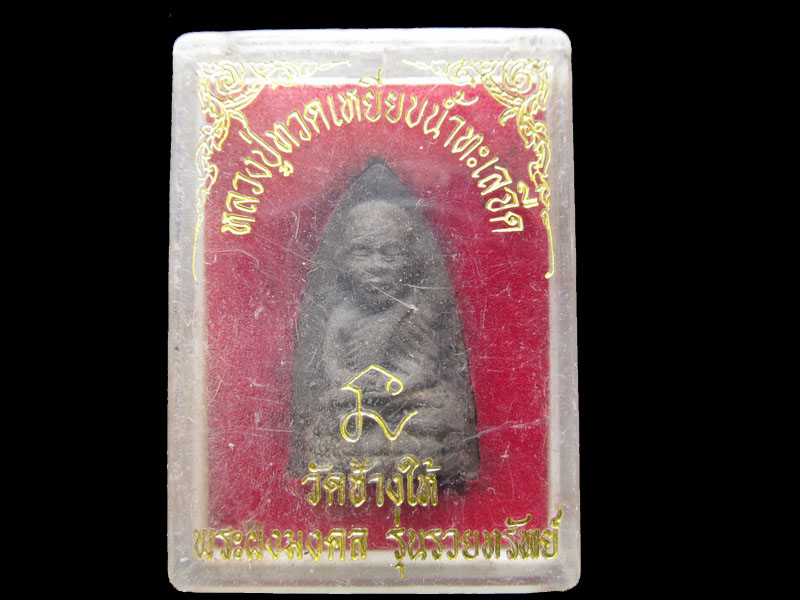 หลวงปู่ทวดเหยียบน้ำทะเลจืด
วัดช้างให้
พระผงมงคล รุ่นรวยทรัพย์